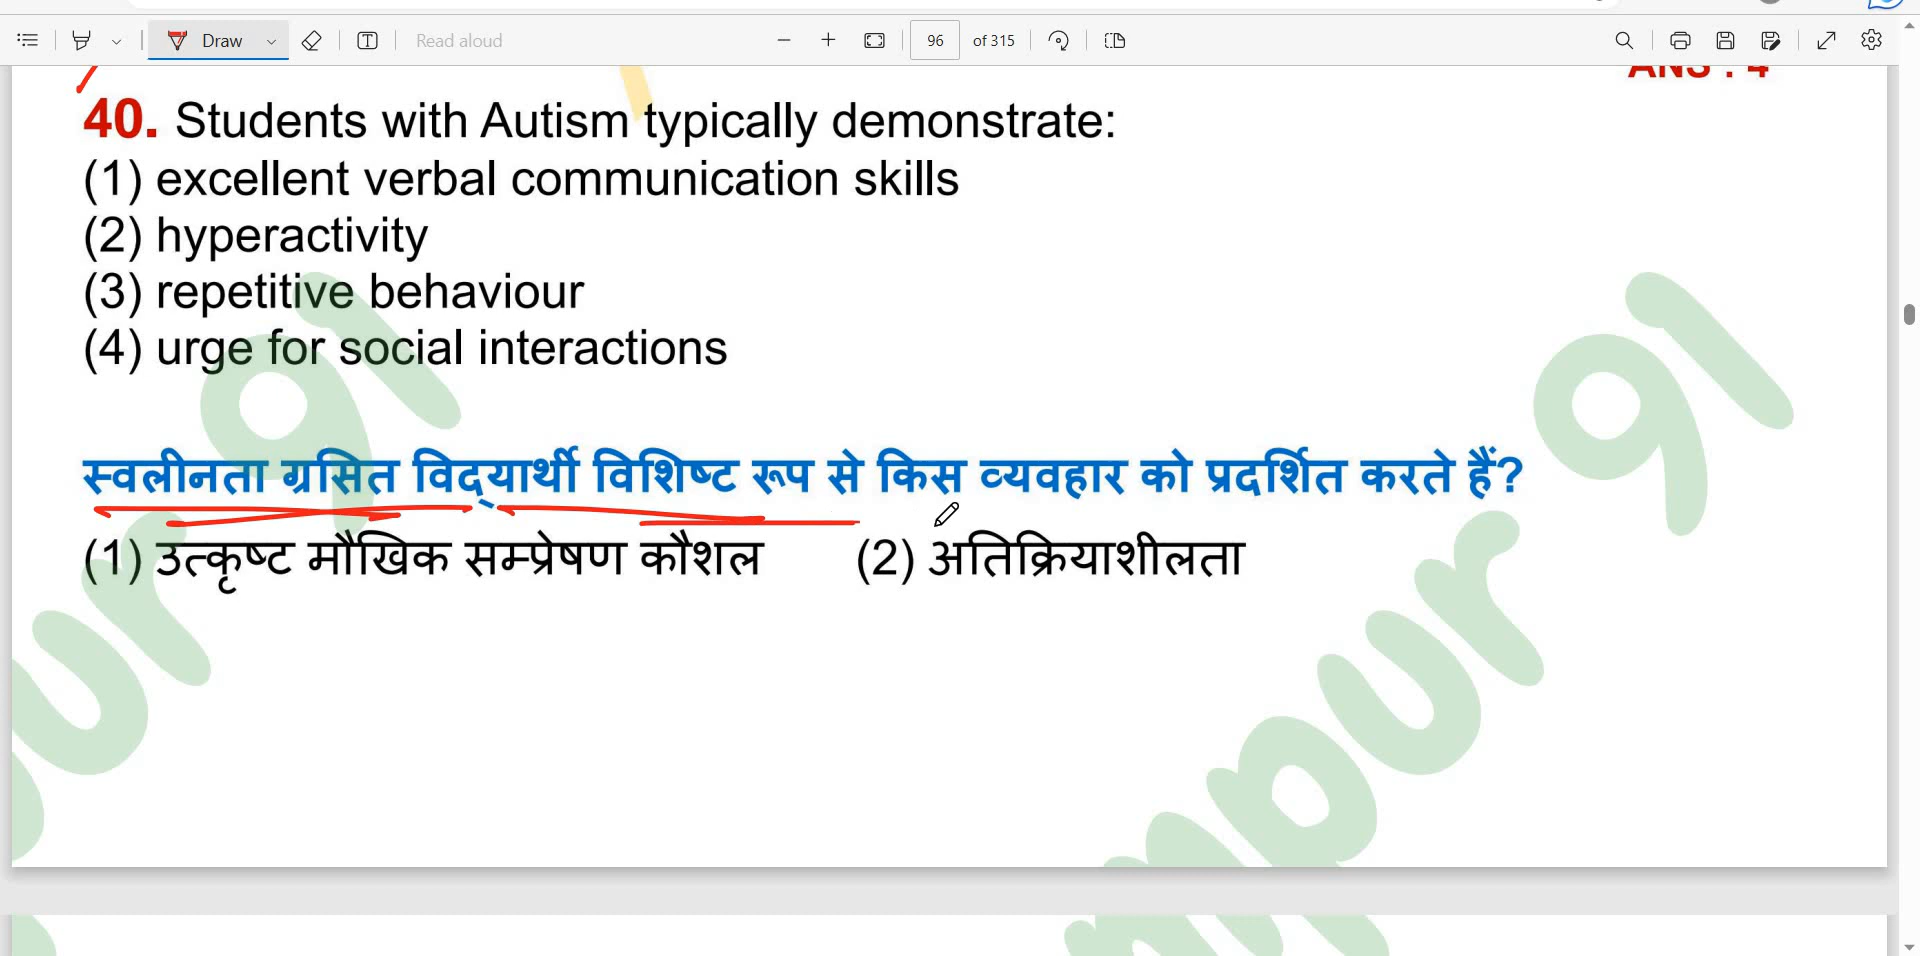 Draw
Read aloud
96 of 315
ANS : 4
40. Students with Autism typically demonstrate:
(1) excellent verbal communication skills
(2) hyperactivity
(3) repetitive behaviour
(4) urge for social interactions
स्वलीनता ग्रसित विद्यार्थी विशिष्ट रूप से किस व्यवहार को प्रदर्शित करते हैं?
(1) उत्कृष्ट मौखिक सम्प्रेषण कौशल (2) अतिक्रियाशीलता